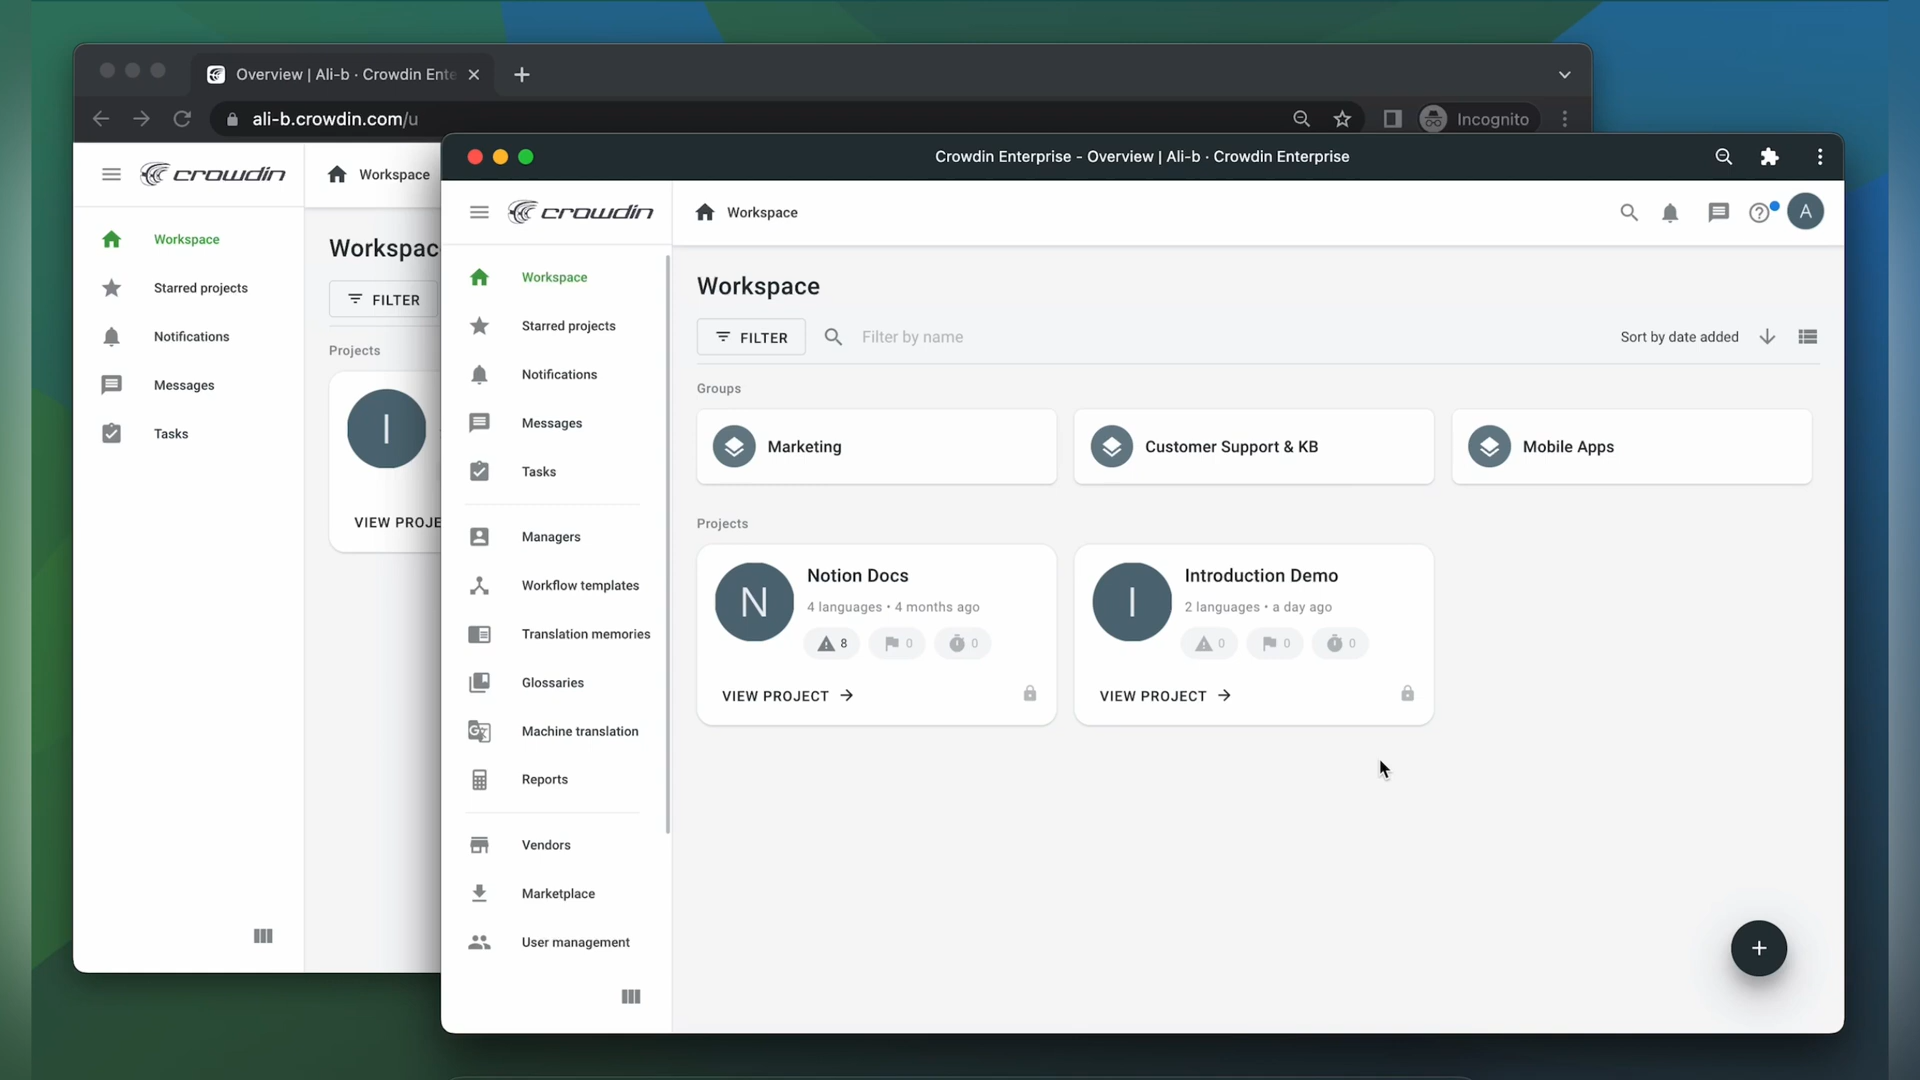 Overview | Ali-b · Crowdin Ente
ali-b.crowdin.com/u
Incognito
crowdin
Workspace
Workspace
Starred projects
Notifications
Messages
Tasks
Workspac
FILTER
Projects
I
VIEW PROJE
Crowdin Enterprise - Overview | Ali-b · Crowdin Enterprise
crowdin
Workspace
A
Workspace
Starred projects
Notifications
Messages
Tasks
Managers
Workflow templates
Translation memories
Glossaries
Machine translation
Reports
Vendors
Marketplace
User management
Workspace
FILTER
Filter by name
Sort by date added
Groups
Marketing
Customer Support & KB
Mobile Apps
Projects
N
Notion Docs
4 languages • 4 months ago
8 0 0
VIEW PROJECT
I
Introduction Demo
2 languages • a day ago
0 0 0
VIEW PROJECT